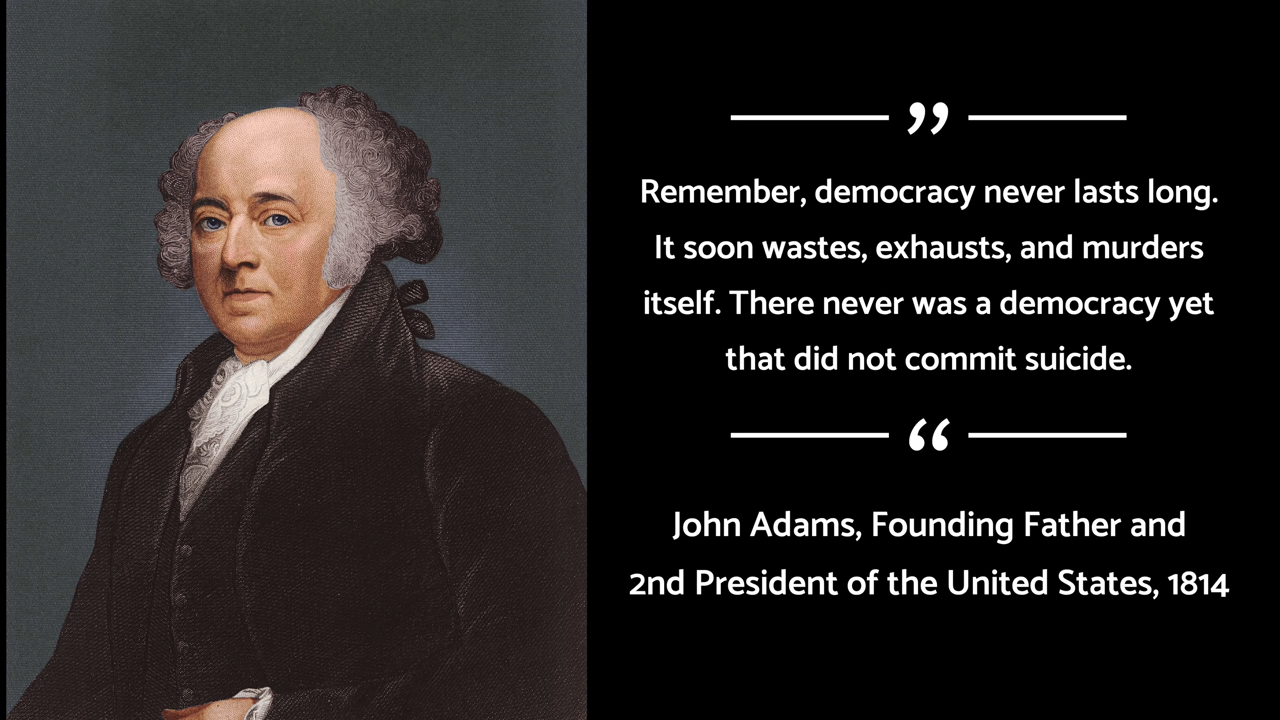 ”
Remember, democracy never lasts long.
It soon wastes, exhausts, and murders
itself. There never was a democracy yet
that did not commit suicide.
“
John Adams, Founding Father and
2nd President of the United States, 1814